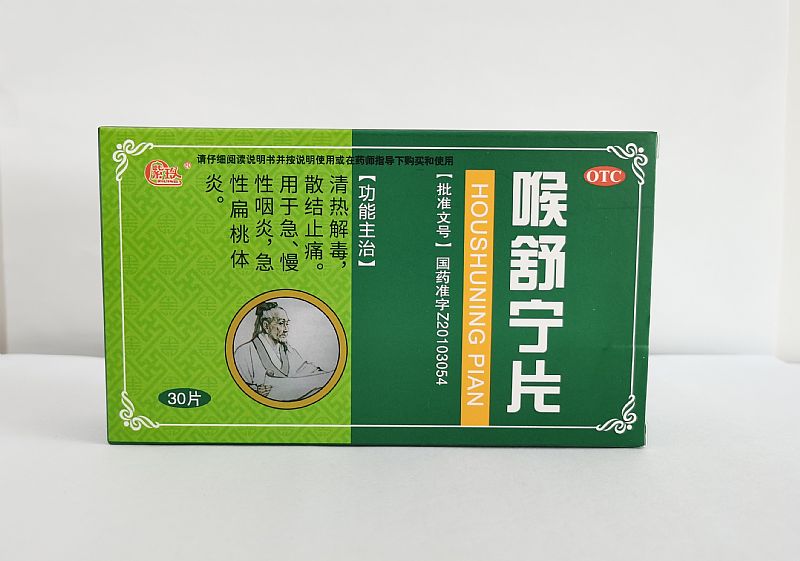 请仔细阅读说明书并按说明使用或在药师指导下购买和使用
OTC
喉舒宁片
HOUSHUNING PIAN
【批准文号】国药准字Z20103054
【功能主治】
清热解毒，
散结止痛。
用于急、慢
性咽炎，急
性扁桃体
炎。
30片